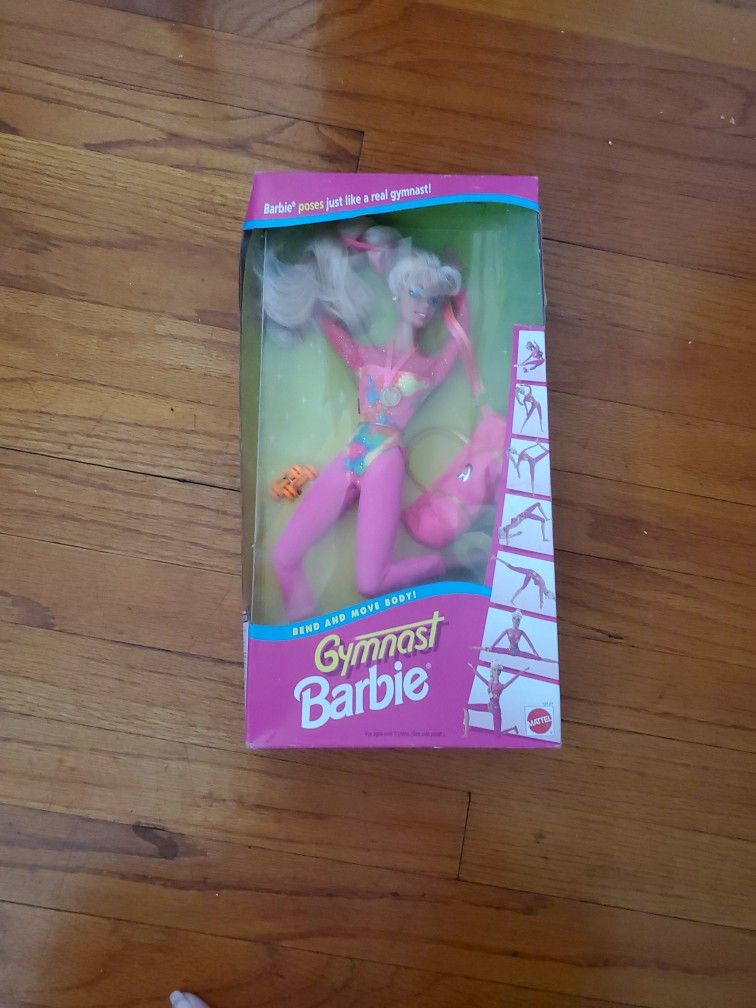 Barbie® poses just like a real gymnast!
BEND AND MOVE BODY!
Gymnast
Barbie®
MATTEL